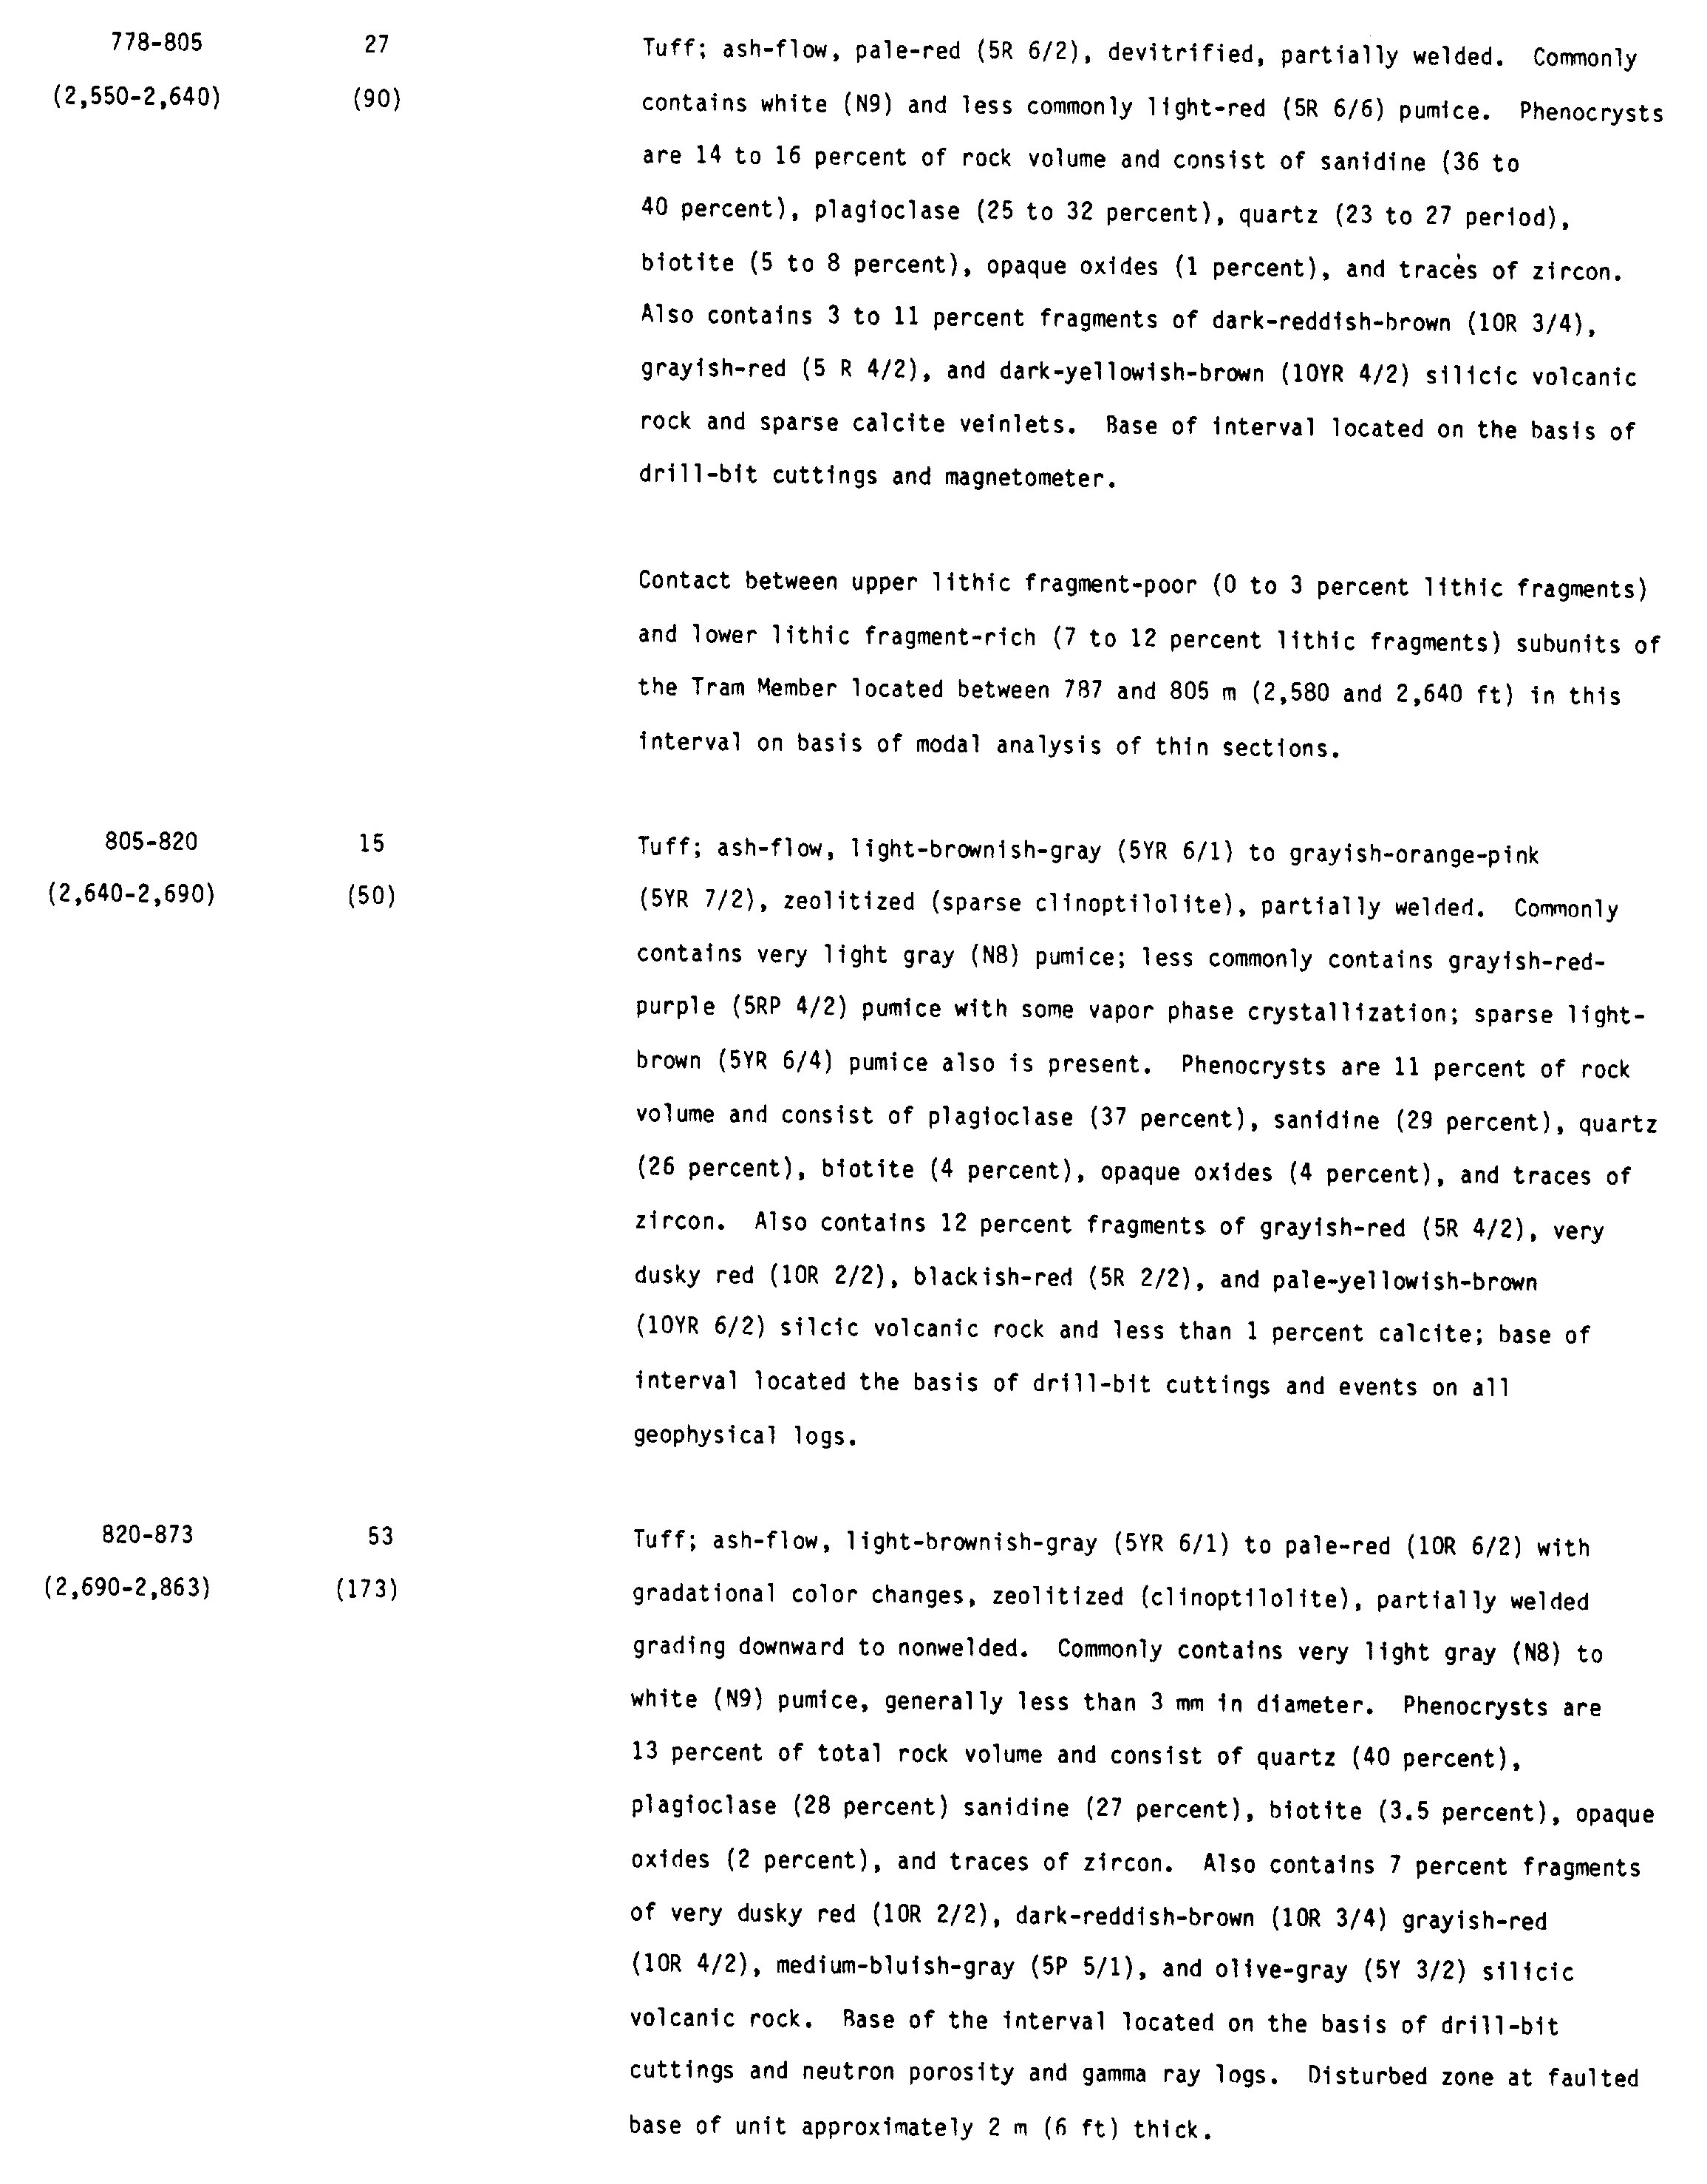 778-805 27 Tuff; ash-flow, pale-red (5R 6/2), devitrified, partially welded. Commonly
(2,550-2,640) (90) contains white (N9) and less commonly light-red (5R 6/6) pumice. Phenocrysts
are 14 to 16 percent of rock volume and consist of sanidine (36 to
40 percent), plagioclase (25 to 32 percent), quartz (23 to 27 period),
biotite (5 to 8 percent), opaque oxides (1 percent), and traces of zircon.
Also contains 3 to 11 percent fragments of dark-reddish-brown (10R 3/4),
grayish-red (5 R 4/2), and dark-yellowish-brown (10YR 4/2) silicic volcanic
rock and sparse calcite veinlets. Base of interval located on the basis of
drill-bit cuttings and magnetometer.
Contact between upper lithic fragment-poor (0 to 3 percent lithic fragments)
and lower lithic fragment-rich (7 to 12 percent lithic fragments) subunits of
the Tram Member located between 787 and 805 m (2,580 and 2,640 ft) in this
interval on basis of modal analysis of thin sections.
805-820 15 Tuff; ash-flow, light-brownish-gray (5YR 6/1) to grayish-orange-pink
(2,640-2,690) (50) (5YR 7/2), zeolitized (sparse clinoptilolite), partially welded. Commonly
contains very light gray (N8) pumice; less commonly contains grayish-red-
purple (5RP 4/2) pumice with some vapor phase crystallization; sparse light-
brown (5YR 6/4) pumice also is present. Phenocrysts are 11 percent of rock
volume and consist of plagioclase (37 percent), sanidine (29 percent), quartz
(26 percent), biotite (4 percent), opaque oxides (4 percent), and traces of
zircon. Also contains 12 percent fragments of grayish-red (5R 4/2), very
dusky red (10R 2/2), blackish-red (5R 2/2), and pale-yellowish-brown
(10YR 6/2) silcic volcanic rock and less than 1 percent calcite; base of
interval located the basis of drill-bit cuttings and events on all
geophysical logs.
820-873 53 Tuff; ash-flow, light-brownish-gray (5YR 6/1) to pale-red (10R 6/2) with
(2,690-2,863) (173) gradational color changes, zeolitized (clinoptilolite), partially welded
grading downward to nonwelded. Commonly contains very light gray (N8) to
white (N9) pumice, generally less than 3 mm in diameter. Phenocrysts are
13 percent of total rock volume and consist of quartz (40 percent),
plagioclase (28 percent) sanidine (27 percent), biotite (3.5 percent), opaque
oxides (2 percent), and traces of zircon. Also contains 7 percent fragments
of very dusky red (10R 2/2), dark-reddish-brown (10R 3/4) grayish-red
(10R 4/2), medium-bluish-gray (5P 5/1), and olive-gray (5Y 3/2) silicic
volcanic rock. Base of the interval located on the basis of drill-bit
cuttings and neutron porosity and gamma ray logs. Disturbed zone at faulted
base of unit approximately 2 m (6 ft) thick.